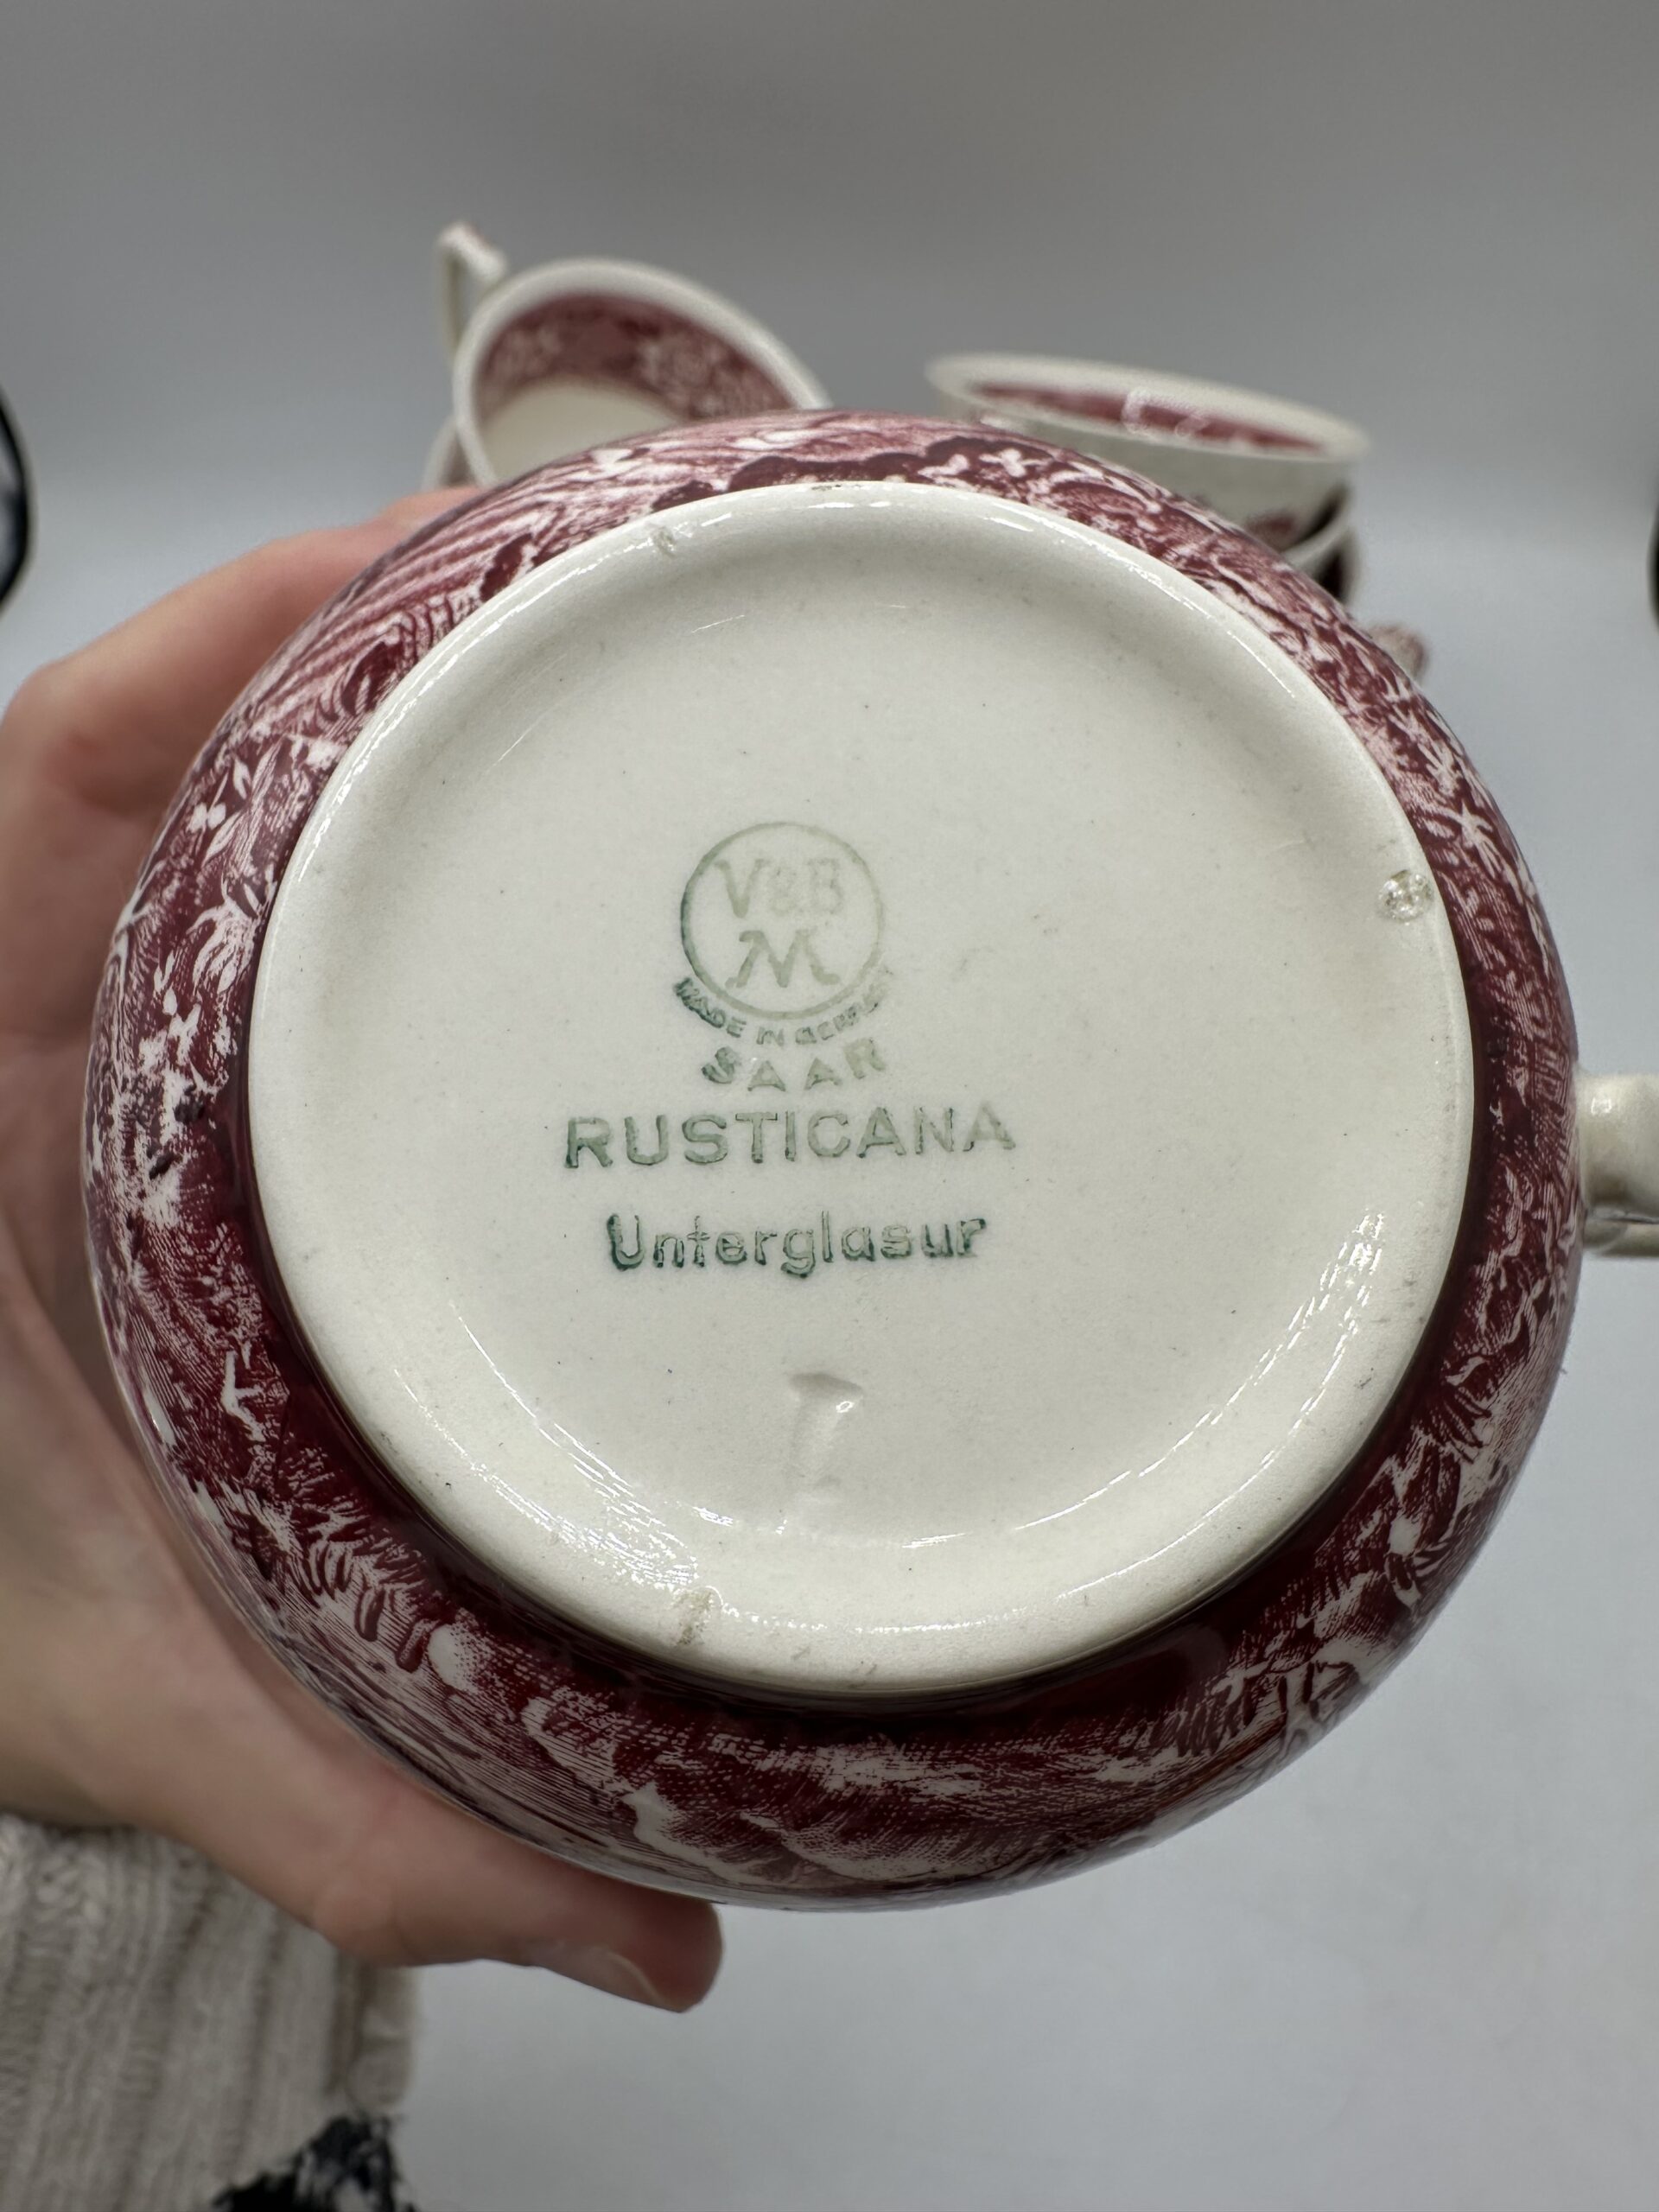 V&B
M
MADE IN GERMANY
SAAR
RUSTICANA
Unterglasur